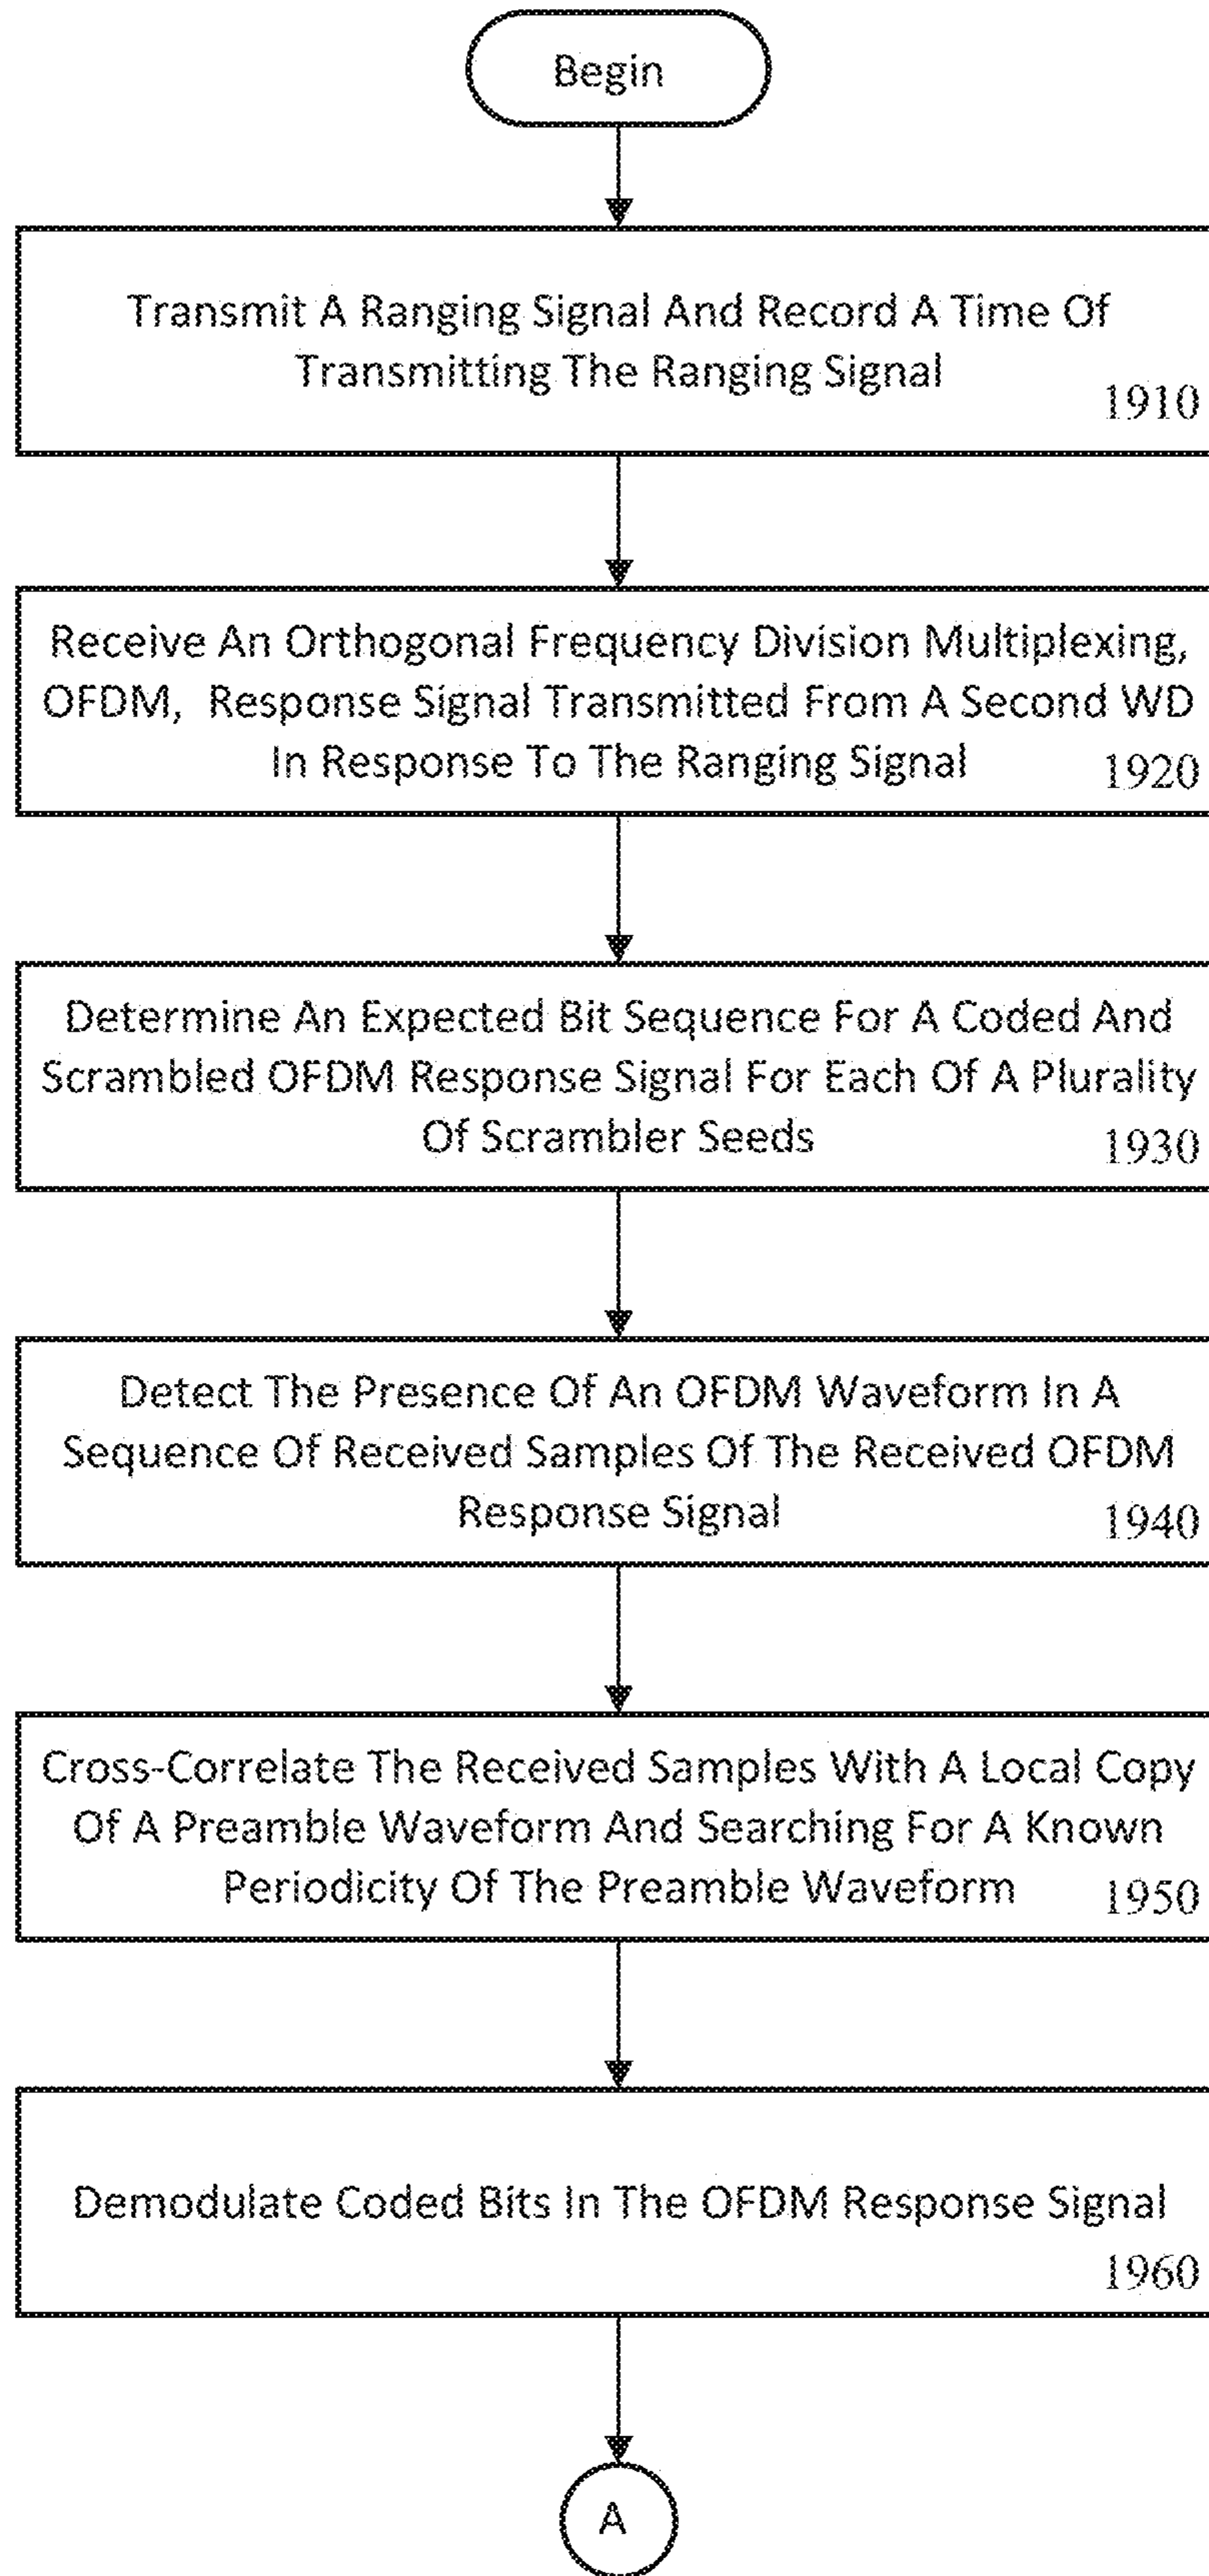 Begin
Transmit A Ranging Signal And Record A Time Of
Transmitting The Ranging Signal
1910
Receive An Orthogonal Frequency Division Multiplexing,
OFDM, Response Signal Transmitted From A Second WD
In Response To The Ranging Signal
1920
Determine An Expected Bit Sequence For A Coded And
Scrambled OFDM Response Signal For Each Of A Plurality
Of Scrambler Seeds
1930
Detect The Presence Of An OFDM Waveform In A
Sequence Of Received Samples Of The Received OFDM
Response Signal
1940
Cross-Correlate The Received Samples With A Local Copy
Of A Preamble Waveform And Searching For A Known
Periodicity Of The Preamble Waveform
1950
Demodulate Coded Bits In The OFDM Response Signal
1960
A